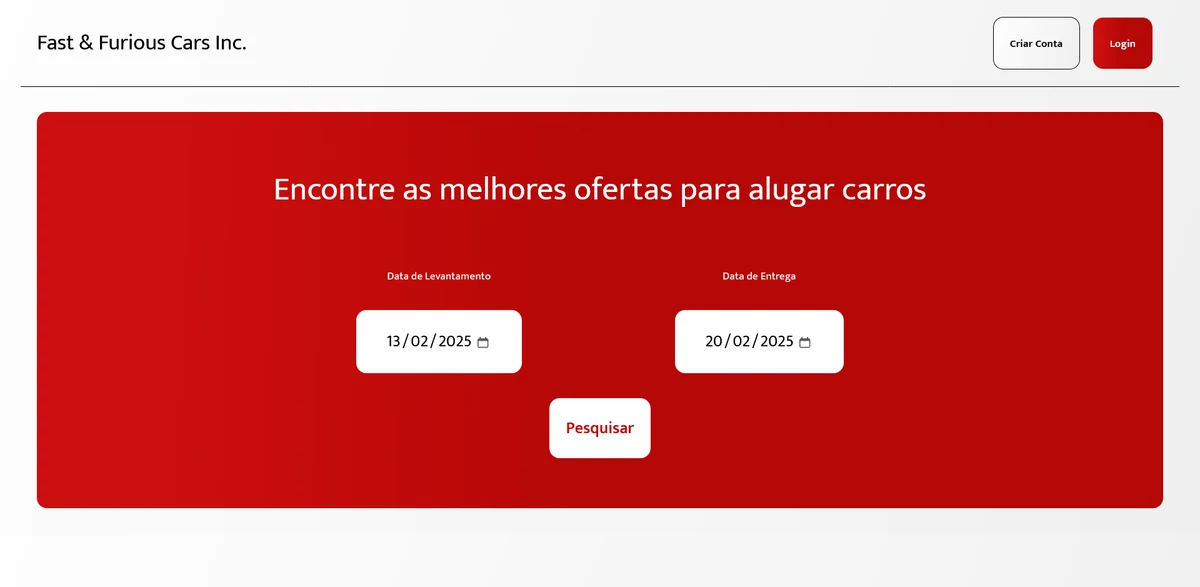 Fast & Furious Cars Inc.
Criar Conta
Login
Encontre as melhores ofertas para alugar carros
Data de Levantamento
Data de Entrega
13/02/2025
20/02/2025
Pesquisar